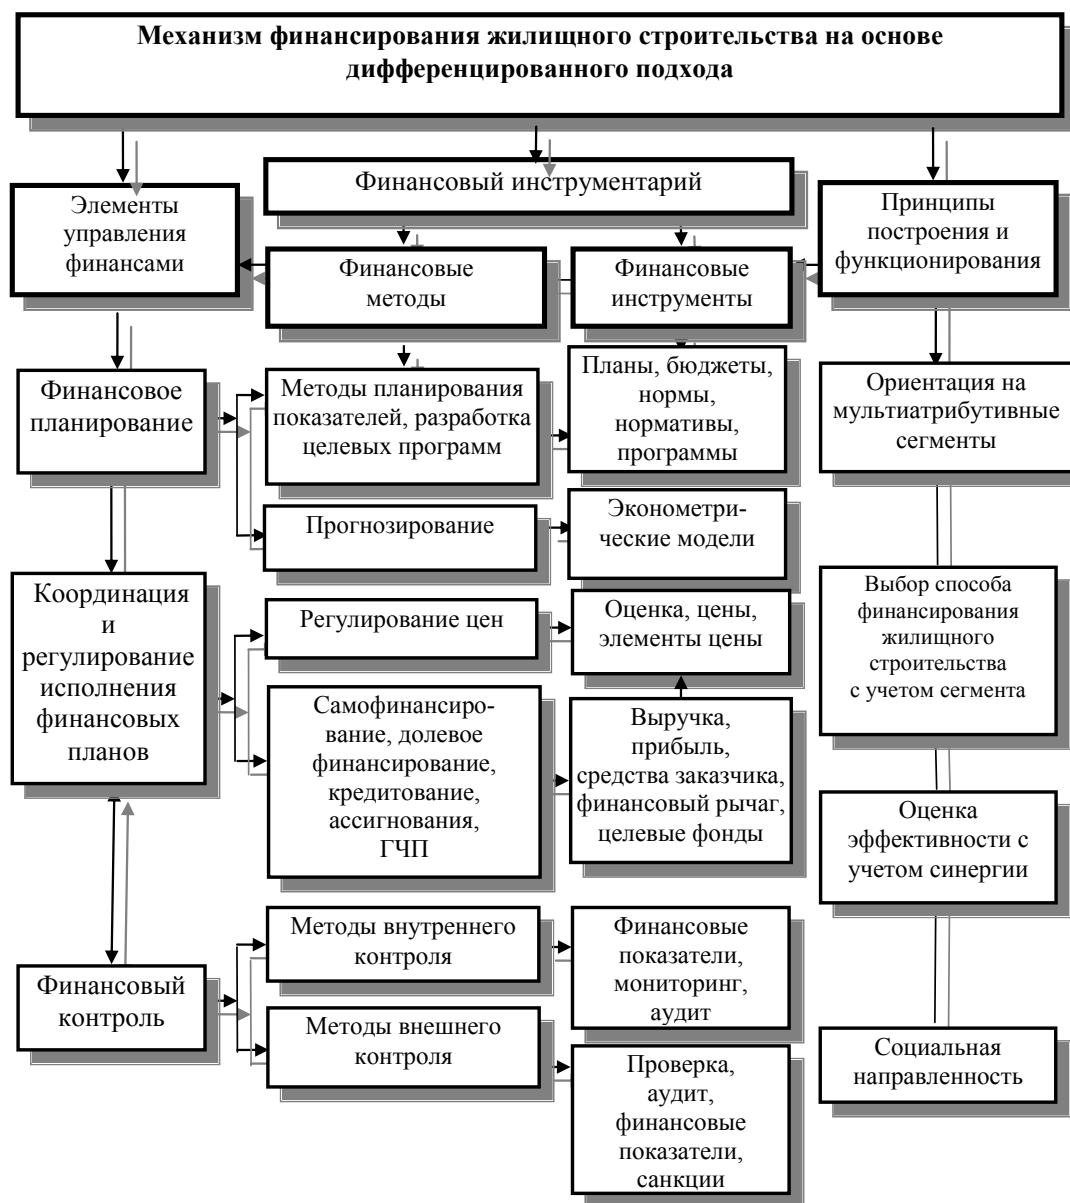 Механизм финансирования жилищного строительства на основе
дифференцированного подхода
Финансовый инструментарий
Элементы
управления
финансами
Финансовые
методы
Финансовые
инструменты
Принципы
построения и
функционирования
Финансовое
планирование
Методы планирования
показателей, разработка
целевых программ
Планы, бюджеты,
нормы,
нормативы,
программы
Ориентация на
мультиатрибутивные
сегменты
Прогнозирование
Эконометри-
ческие модели
Координация
и
регулирование
исполнения
финансовых
планов
Регулирование цен
Оценка, цены,
элементы цены
Выбор способа
финансирования
жилищного
строительства
с учетом сегмента
Самофинансиро-
вание, долевое
финансирование,
кредитование,
ассигнования,
ГЧП
Выручка,
прибыль,
средства заказчика,
финансовый рычаг,
целевые фонды
Оценка
эффективности с
учетом синергии
Финансовый
контроль
Методы внутреннего
контроля
Финансовые
показатели,
мониторинг,
аудит
Методы внешнего
контроля
Проверка,
аудит,
финансовые
показатели,
санкции
Социальная
направленность